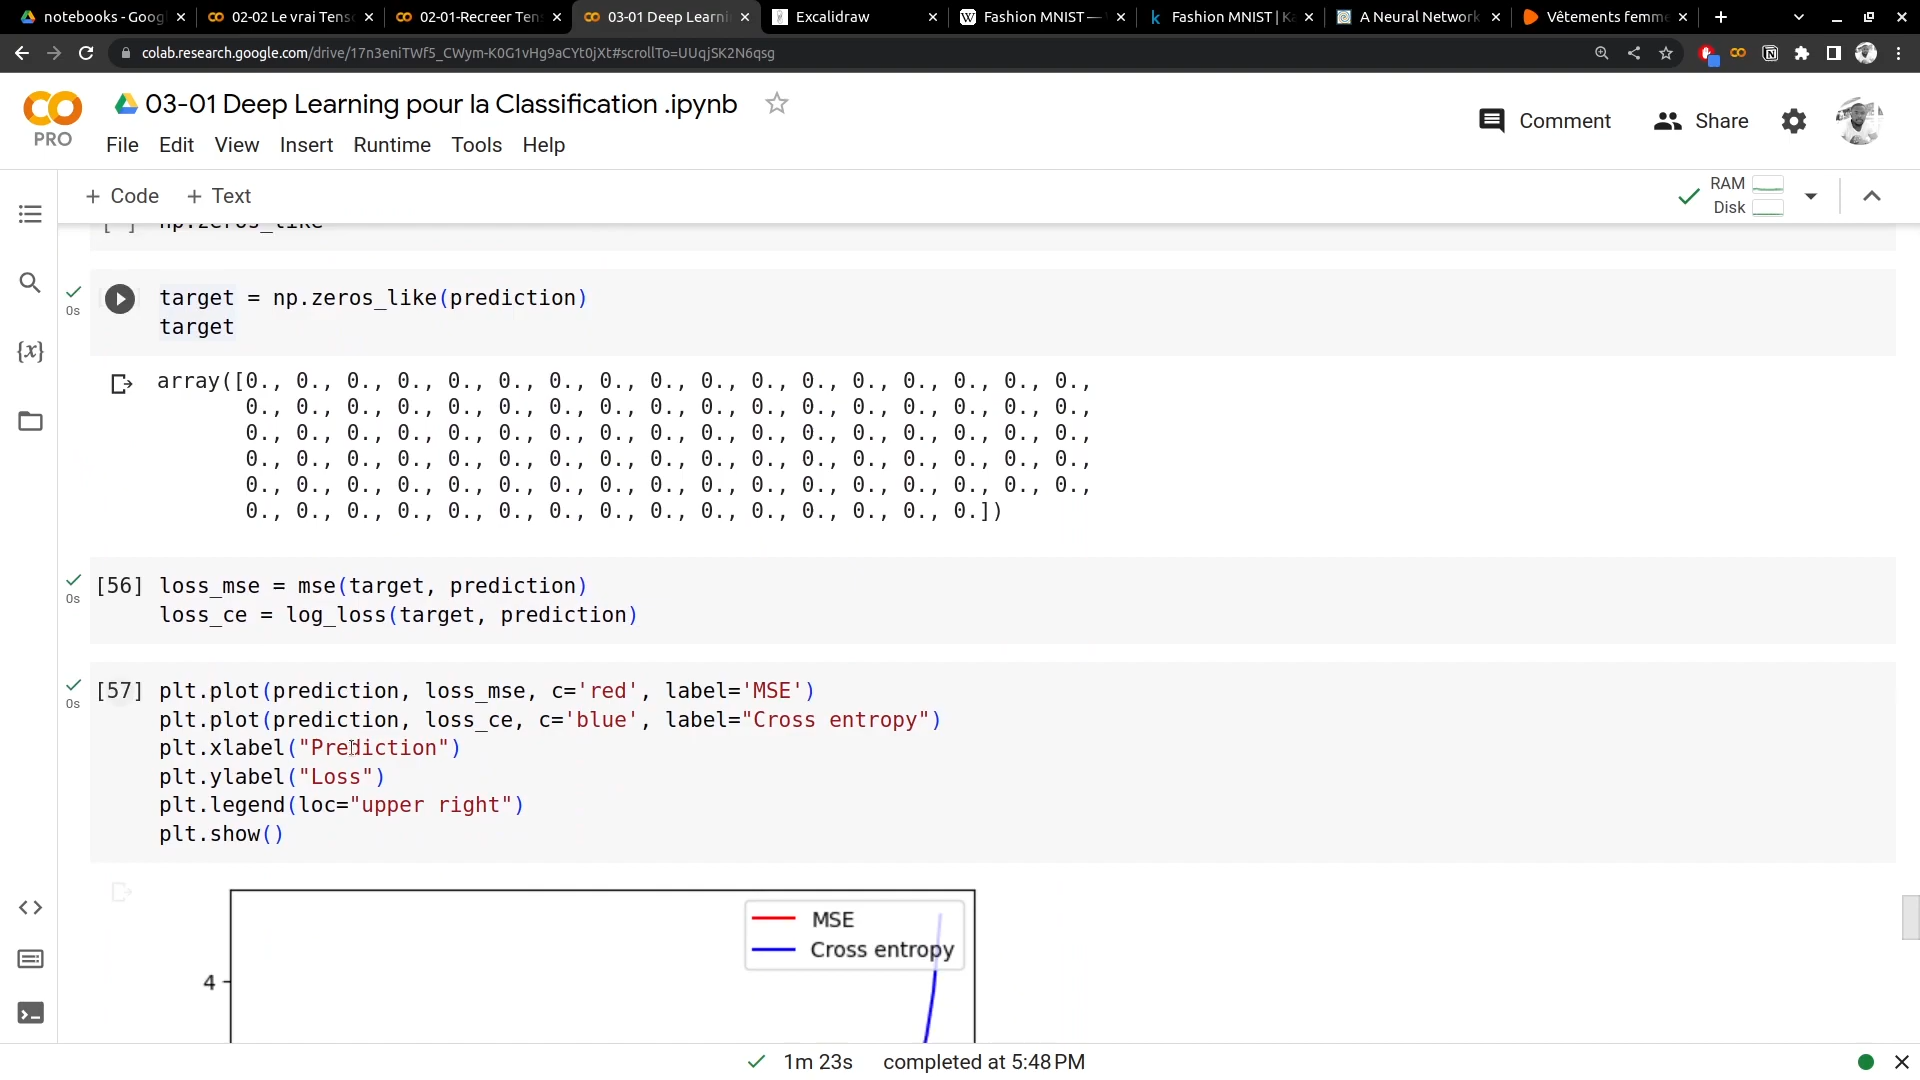 notebooks - Goog
02-02 Le vrai Tens
02-01-Recreer Ten
03-01 Deep Learni
Excalidraw
Fashion MNIST —
Fashion MNIST | Ka
A Neural Network
Vêtements femme
colab.research.google.com/drive/17n3eniTWf5_CWym-K0G1vHg9aCYt0jXt#scrollTo=UUqjSK2N6qsg
PRO
03-01 Deep Learning pour la Classification .ipynb
File Edit View Insert Runtime Tools Help
Comment
Share
+ Code + Text
RAM
Disk
[ ] np.zeros_like
0s
target = np.zeros_like(prediction)
target
array([0., 0., 0., 0., 0., 0., 0., 0., 0., 0., 0., 0., 0., 0., 0., 0., 0.,
0., 0., 0., 0., 0., 0., 0., 0., 0., 0., 0., 0., 0., 0., 0., 0., 0.,
0., 0., 0., 0., 0., 0., 0., 0., 0., 0., 0., 0., 0., 0., 0., 0., 0.,
0., 0., 0., 0., 0., 0., 0., 0., 0., 0., 0., 0., 0., 0., 0., 0., 0.,
0., 0., 0., 0., 0., 0., 0., 0., 0., 0., 0., 0., 0., 0., 0., 0., 0.,
0., 0., 0., 0., 0., 0., 0., 0., 0., 0., 0., 0., 0., 0., 0.])
0s
[56] loss_mse = mse(target, prediction)
loss_ce = log_loss(target, prediction)
0s
[57] plt.plot(prediction, loss_mse, c='red', label='MSE')
plt.plot(prediction, loss_ce, c='blue', label="Cross entropy")
plt.xlabel("Prediction")
plt.ylabel("Loss")
plt.legend(loc="upper right")
plt.show()
MSE
Cross entropy
4
1m 23s completed at 5:48 PM